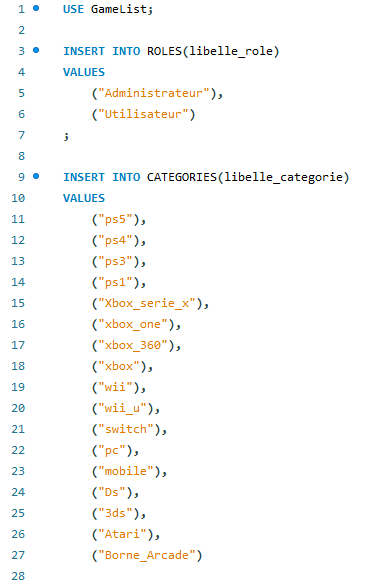 1 USE GameList;
2
3 INSERT INTO ROLES(libelle_role)
4 VALUES
5 ("Administrateur"),
6 ("Utilisateur")
7 ;
8
9 INSERT INTO CATEGORIES(libelle_categorie)
10 VALUES
11 ("ps5"),
12 ("ps4"),
13 ("ps3"),
14 ("ps1"),
15 ("Xbox_serie_x"),
16 ("xbox_one"),
17 ("xbox_360"),
18 ("xbox"),
19 ("wii"),
20 ("wii_u"),
21 ("switch"),
22 ("pc"),
23 ("mobile"),
24 ("Ds"),
25 ("3ds"),
26 ("Atari"),
27 ("Borne_Arcade")
28